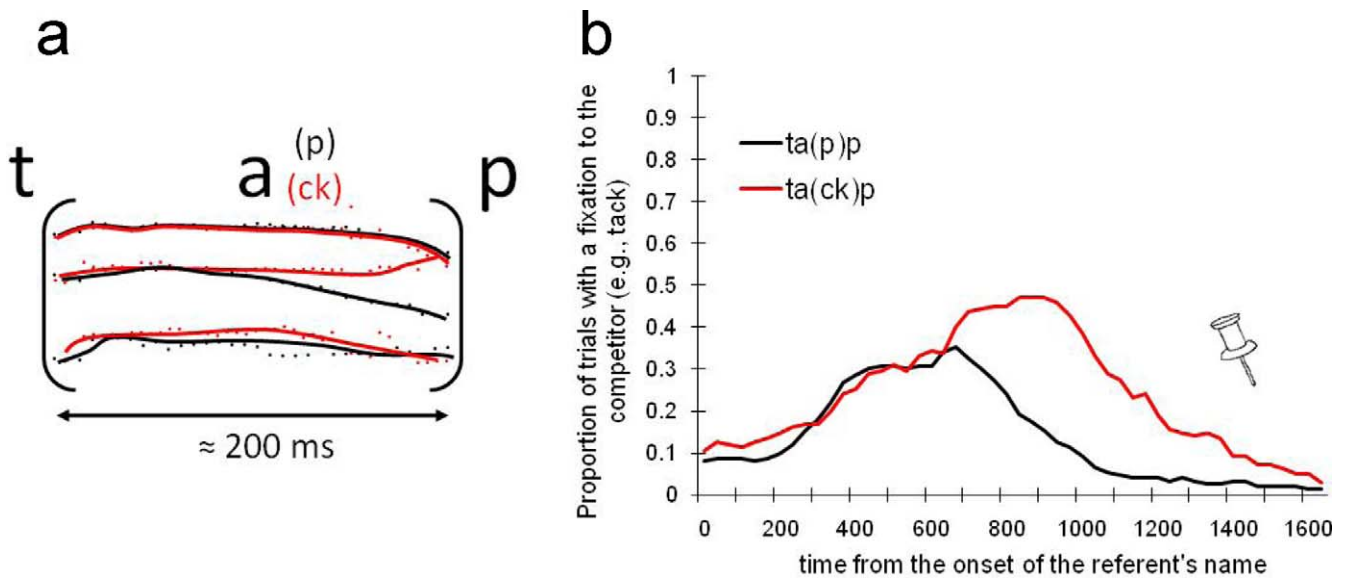 a
t a (p) p
(ck)
≈ 200 ms
b
Proportion of trials with a fixation to the
competitor (e.g., tack)
1
0.9
0.8
0.7
0.6
0.5
0.4
0.3
0.2
0.1
0
ta(p)p
ta(ck)p
0 200 400 600 800 1000 1200 1400 1600
time from the onset of the referent's name